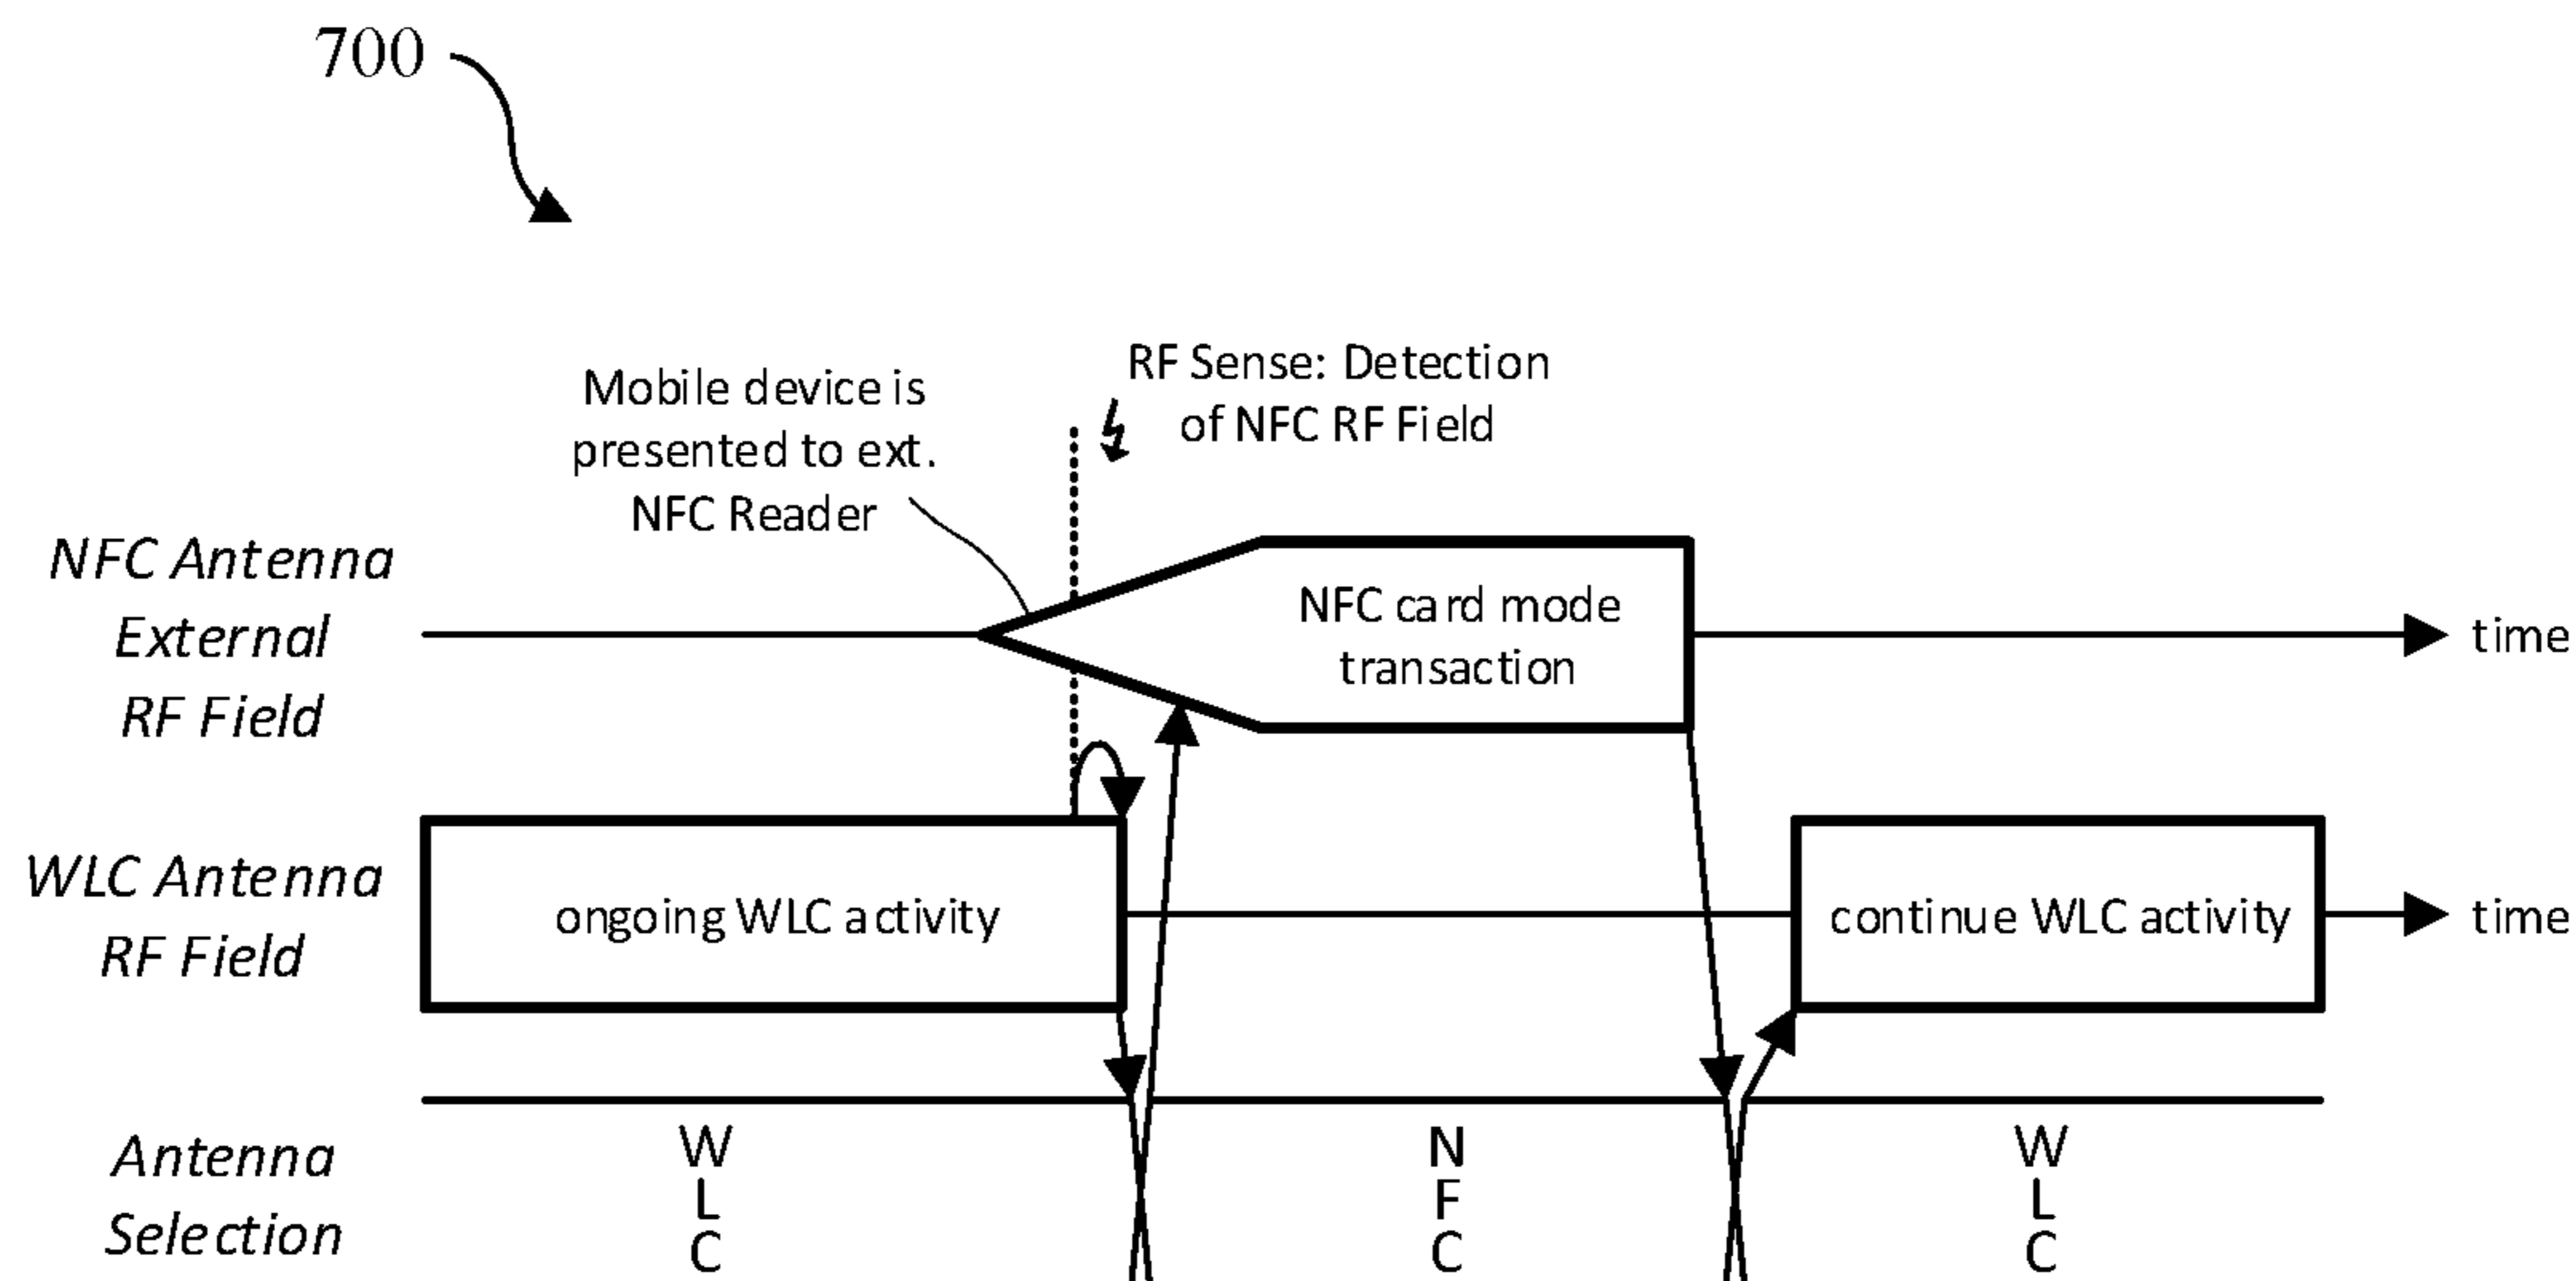 700
RF Sense: Detection
of NFC RF Field
Mobile device is
presented to ext.
NFC Reader
NFC Antenna
External
RF Field
NFC card mode
transaction
time
WLC Antenna
RF Field
ongoing WLC activity
continue WLC activity
time
Antenna
Selection
W
L
C
N
F
C
W
L
C